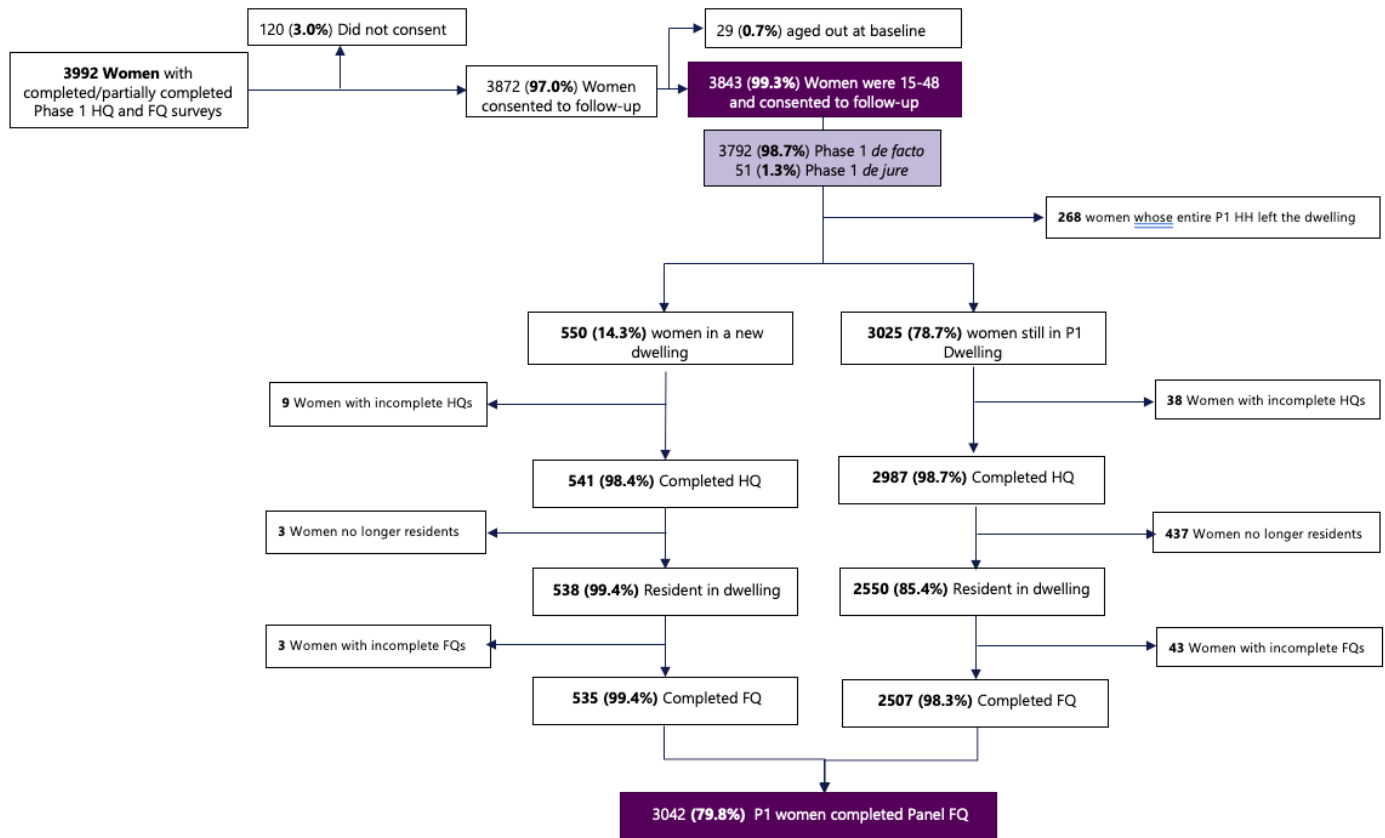 120 (3.0%) Did not consent
29 (0.7%) aged out at baseline
3992 Women with
completed/partially completed
Phase 1 HQ and FQ surveys
3872 (97.0%) Women
consented to follow-up
3843 (99.3%) Women were 15-48
and consented to follow-up
3792 (98.7%) Phase 1 de facto
51 (1.3%) Phase 1 de jure
268 women whose entire P1 HH left the dwelling
550 (14.3%) women in a new
dwelling
3025 (78.7%) women still in P1
Dwelling
9 Women with incomplete HQs
38 Women with incomplete HQs
541 (98.4%) Completed HQ
2987 (98.7%) Completed HQ
3 Women no longer residents
437 Women no longer residents
538 (99.4%) Resident in dwelling
2550 (85.4%) Resident in dwelling
3 Women with incomplete FQs
43 Women with incomplete FQs
535 (99.4%) Completed FQ
2507 (98.3%) Completed FQ
3042 (79.8%) P1 women completed Panel FQ